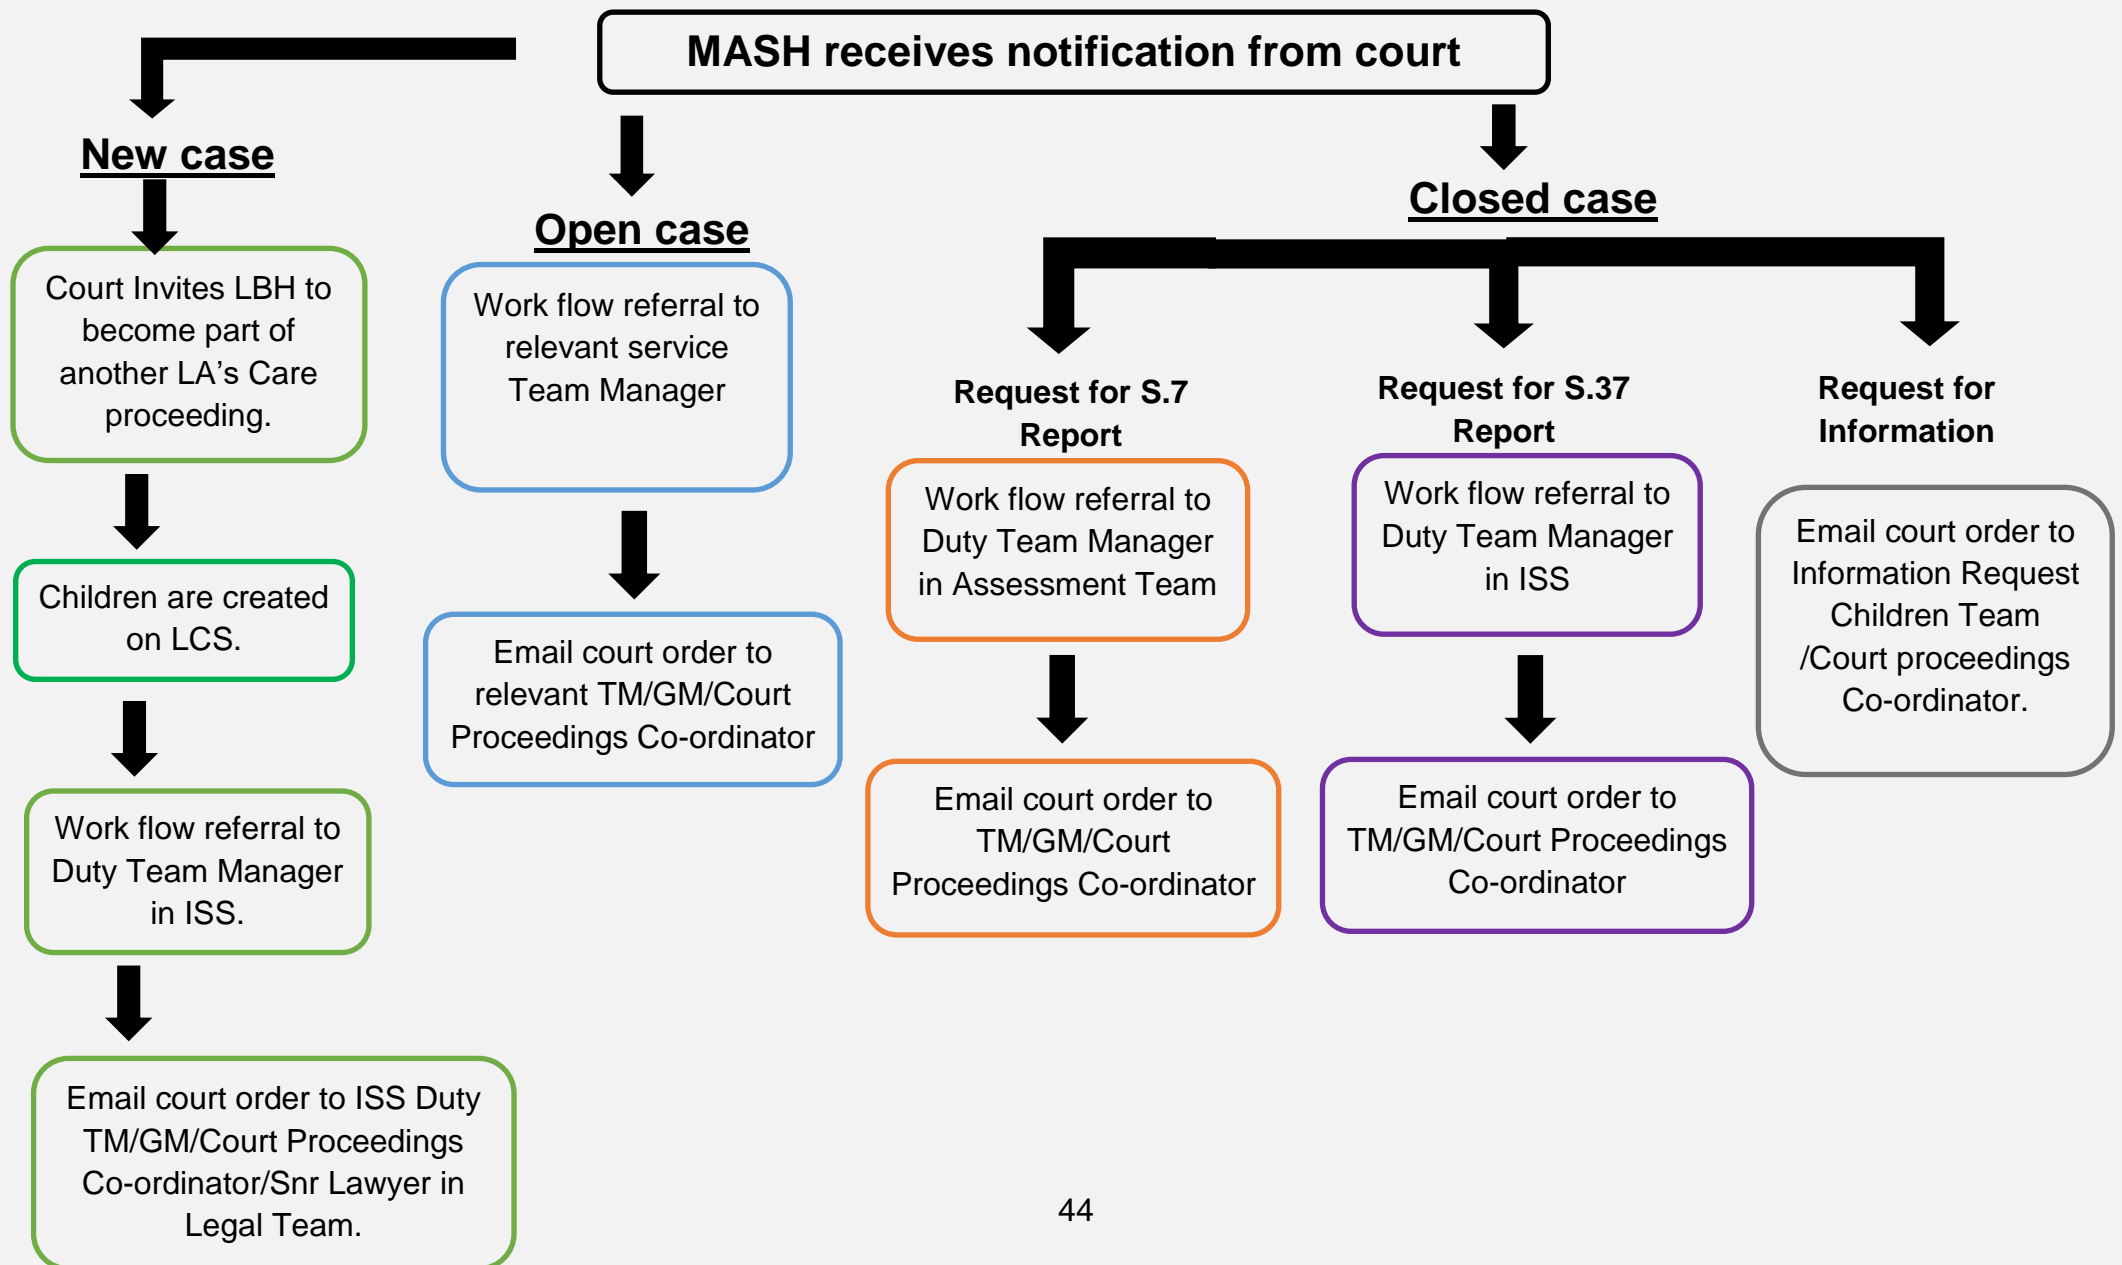 MASH receives notification from court
New case
Court Invites LBH to
become part of
another LA's Care
proceeding.
Children are created
on LCS.
Work flow referral to
Duty Team Manager
in ISS.
Email court order to ISS Duty
TM/GM/Court Proceedings
Co-ordinator/Snr Lawyer in
Legal Team.
Open case
Work flow referral to
relevant service
Team Manager
Email court order to
relevant TM/GM/Court
Proceedings Co-ordinator
Closed case
Request for S.7
Report
Work flow referral to
Duty Team Manager
in Assessment Team
Email court order to
TM/GM/Court
Proceedings Co-ordinator
Request for S.37
Report
Work flow referral to
Duty Team Manager
in ISS
Email court order to
TM/GM/Court Proceedings
Co-ordinator
Request for
Information
Email court order to
Information Request
Children Team
/Court proceedings
Co-ordinator.
44